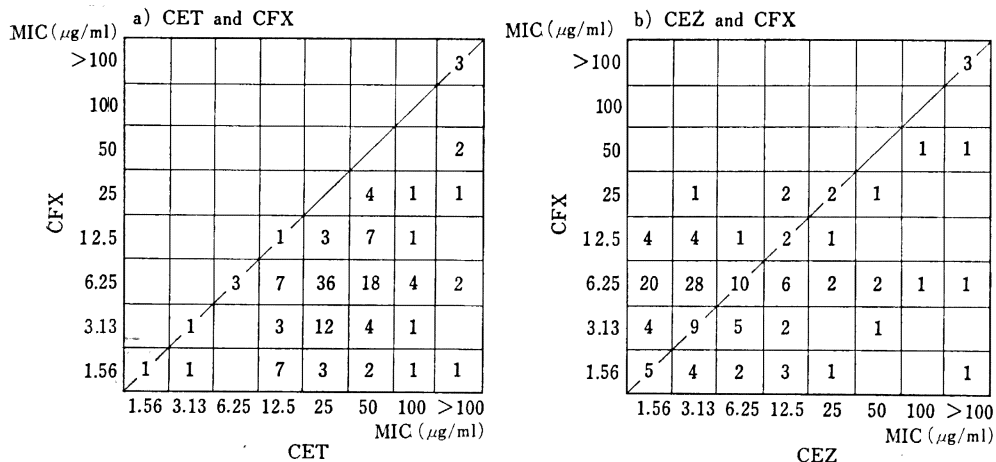 a) CET and CFX
MIC (μg/ml)
>100 3
100
50 2
25 4 1 1
12.5 1 3 7 1
6.25 3 7 36 18 4 2
3.13 1 3 12 4 1
1.56 1 1 7 3 2 1 1
CFX
1.56 3.13 6.25 12.5 25 50 100 >100
MIC (μg/ml)
CET
b) CEZ and CFX
MIC (μg/ml)
>100 3
100
50 1 1
25 1 2 2 1
12.5 4 4 1 2 1
6.25 20 28 10 6 2 2 1 1
3.13 4 9 5 2 1
1.56 5 4 2 3 1 1
CFX
1.56 3.13 6.25 12.5 25 50 100 >100
MIC (μg/ml)
CEZ